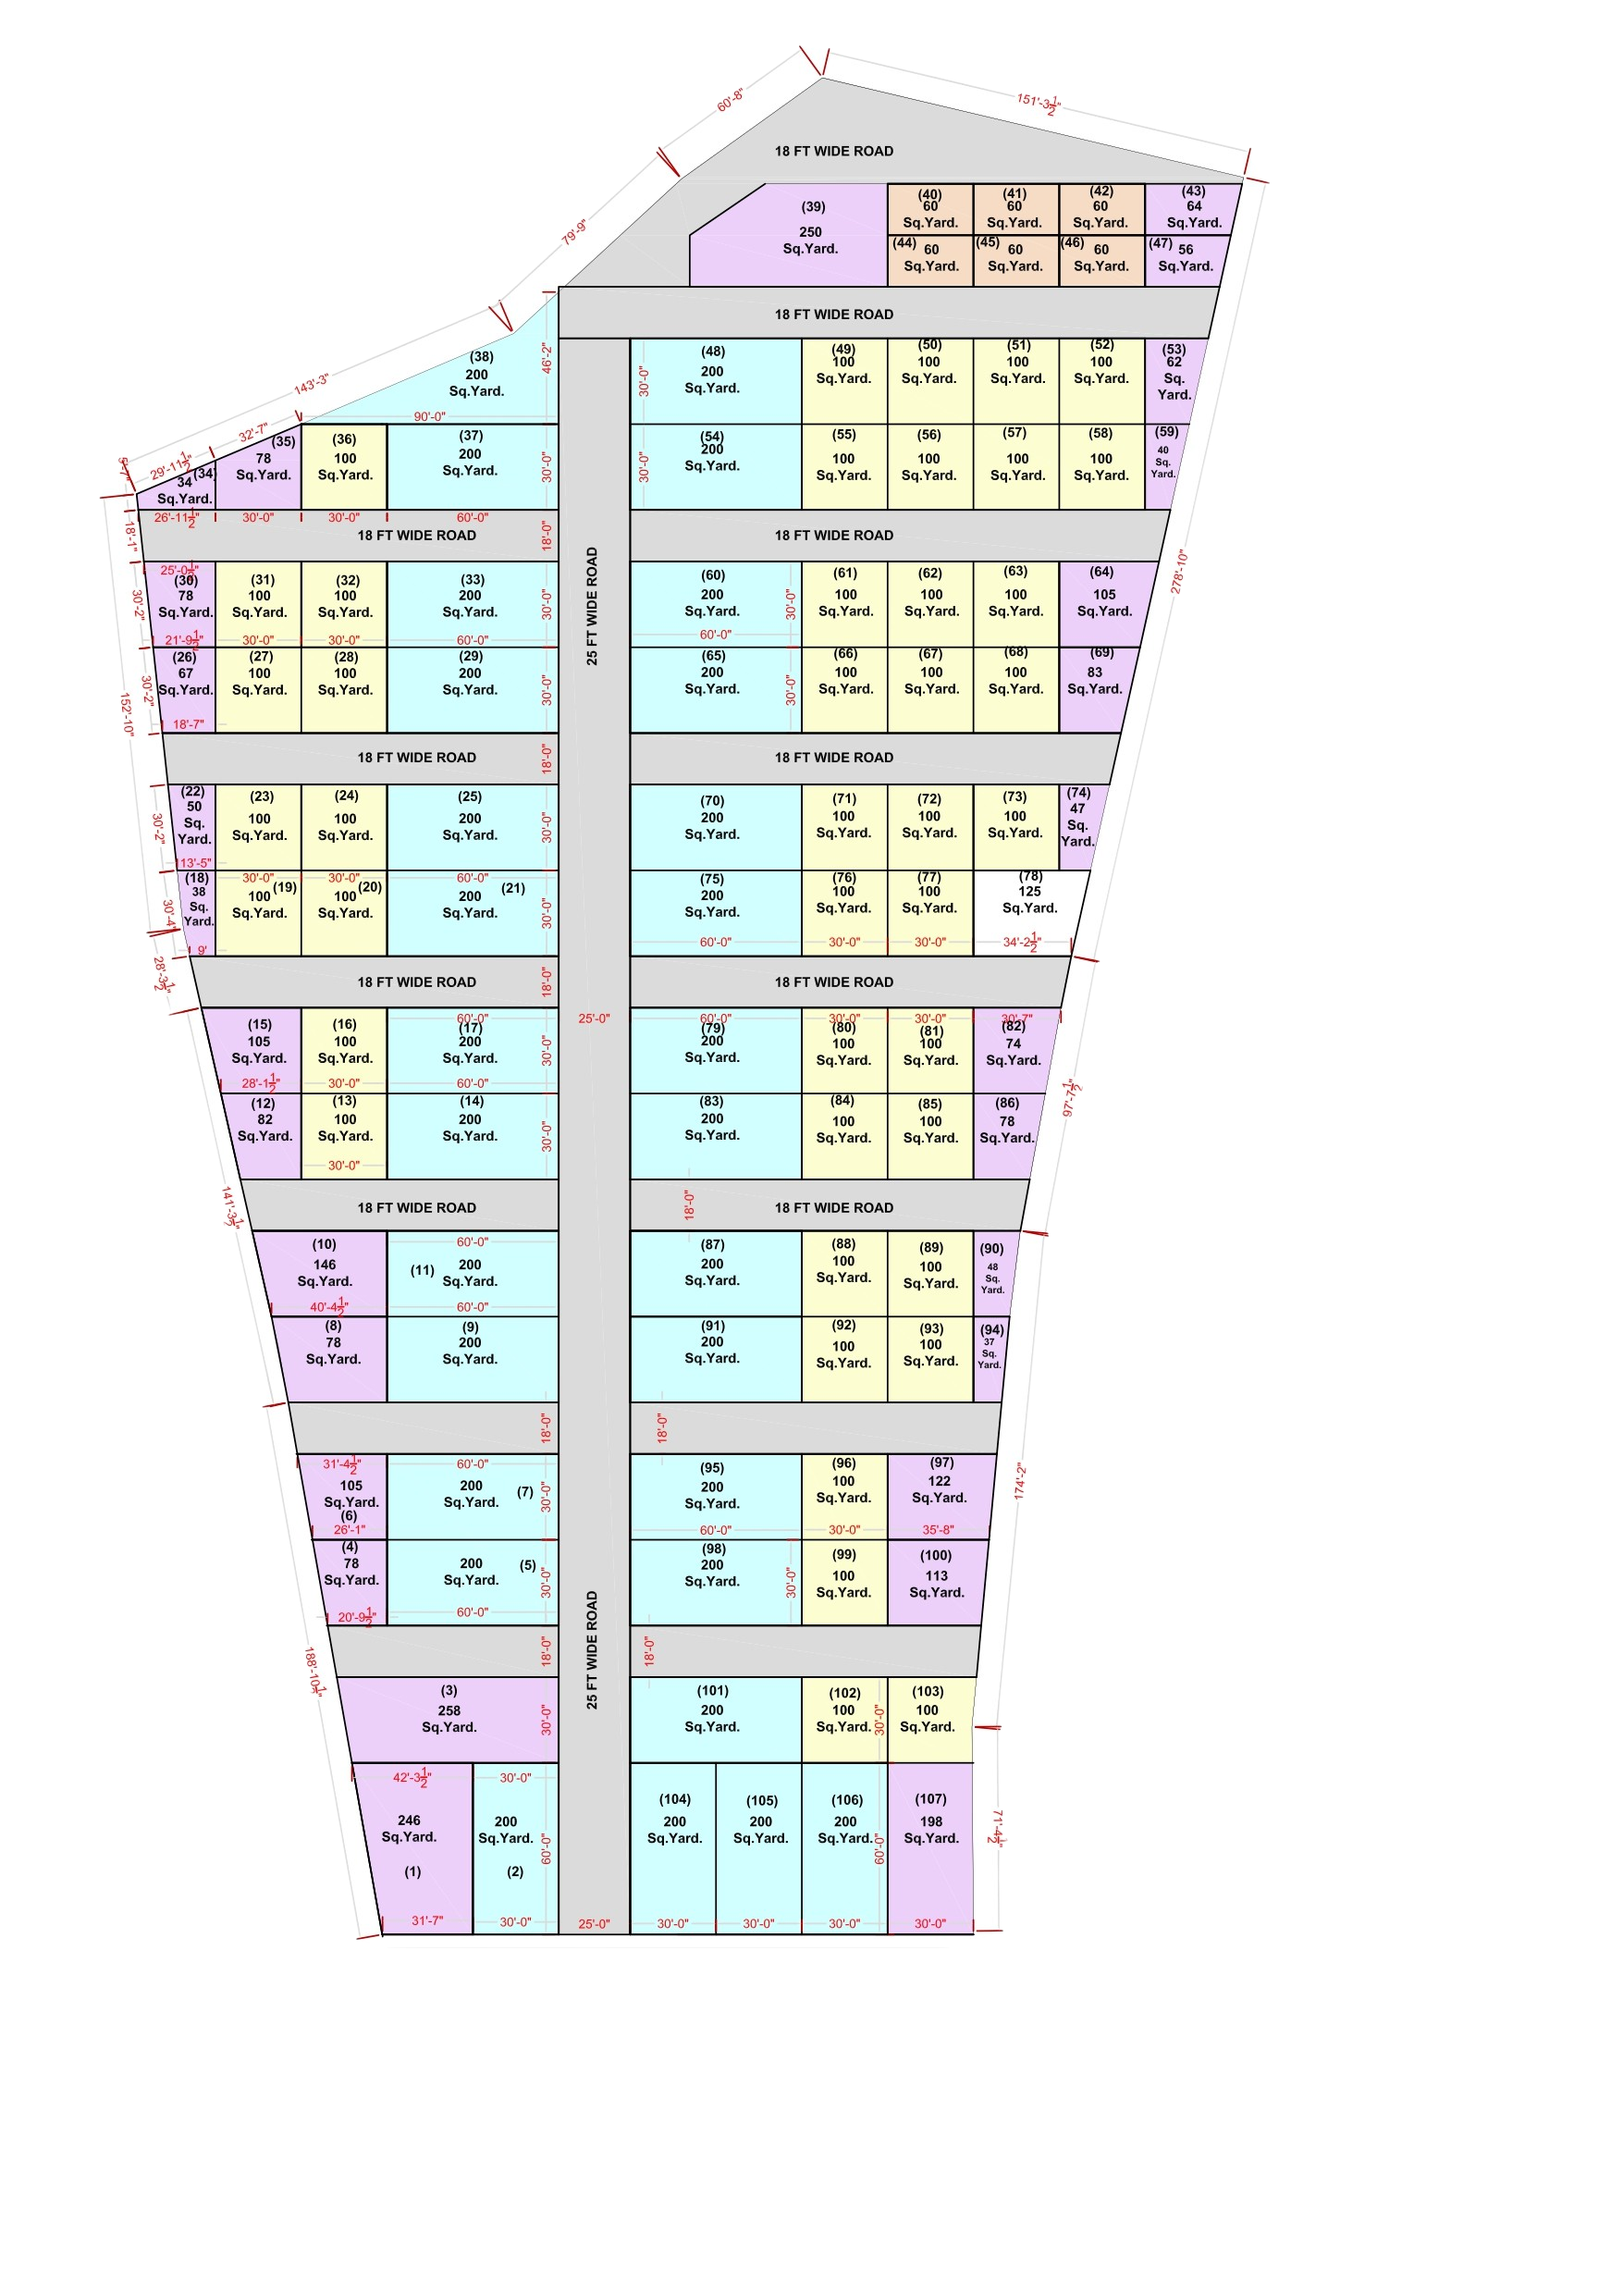 60'-8"
151'-3 1/2"
18 FT WIDE ROAD
79'-9"
(39)
250
Sq.Yard.
(40)
60
Sq.Yard.
(41)
60
Sq.Yard.
(42)
60
Sq.Yard.
(43)
64
Sq.Yard.
(44) 60
Sq.Yard.
(45) 60
Sq.Yard.
(46) 60
Sq.Yard.
(47) 56
Sq.Yard.
18 FT WIDE ROAD
143'-3"
(38)
200
Sq.Yard.
46'-2"
90'-0"
(48)
200
Sq.Yard.
30'-0"
(49)
100
Sq.Yard.
(50)
100
Sq.Yard.
(51)
100
Sq.Yard.
(52)
100
Sq.Yard.
(53)
62
Sq.
Yard.
5'-7"
29'-11 1/2"
32'-7"
(34)
34
Sq.Yard.
(35)
78
Sq.Yard.
(36)
100
Sq.Yard.
(37)
200
Sq.Yard.
30'-0"
(54)
200
Sq.Yard.
30'-0"
(55)
100
Sq.Yard.
(56)
100
Sq.Yard.
(57)
100
Sq.Yard.
(58)
100
Sq.Yard.
(59)
40
Sq.
Yard.
26'-11 1/2"
30'-0"
30'-0"
60'-0"
18'-1"
18 FT WIDE ROAD
18'-0"
18 FT WIDE ROAD
25 FT WIDE ROAD
278'-10"
25'-0 1/2"
(30)
78
Sq.Yard.
30'-2"
(31)
100
Sq.Yard.
(32)
100
Sq.Yard.
(33)
200
Sq.Yard.
30'-0"
(60)
200
Sq.Yard.
30'-0"
(61)
100
Sq.Yard.
(62)
100
Sq.Yard.
(63)
100
Sq.Yard.
(64)
105
Sq.Yard.
21'-9 1/2"
30'-0"
30'-0"
60'-0"
60'-0"
152'-10"
30'-2"
(26)
67
Sq.Yard.
(27)
100
Sq.Yard.
(28)
100
Sq.Yard.
(29)
200
Sq.Yard.
30'-0"
(65)
200
Sq.Yard.
30'-0"
(66)
100
Sq.Yard.
(67)
100
Sq.Yard.
(68)
100
Sq.Yard.
(69)
83
Sq.Yard.
18'-7"
18 FT WIDE ROAD
18'-0"
18 FT WIDE ROAD
30'-2"
(22)
50
Sq.
Yard.
(23)
100
Sq.Yard.
(24)
100
Sq.Yard.
(25)
200
Sq.Yard.
30'-0"
(70)
200
Sq.Yard.
(71)
100
Sq.Yard.
(72)
100
Sq.Yard.
(73)
100
Sq.Yard.
(74)
47
Sq.
Yard.
13'-5"
30'-0"
30'-0"
60'-0"
30'-4"
(18)
38
Sq.
Yard.
100 (19)
Sq.Yard.
100 (20)
Sq.Yard.
200 (21)
Sq.Yard.
30'-0"
(75)
200
Sq.Yard.
(76)
100
Sq.Yard.
(77)
100
Sq.Yard.
(78)
125
Sq.Yard.
9'
60'-0"
30'-0"
30'-0"
34'-2 1/2"
28'-3 1/2"
18 FT WIDE ROAD
18'-0"
18 FT WIDE ROAD
60'-0"
25'-0"
60'-0"
30'-0"
30'-0"
30'-7"
(15)
105
Sq.Yard.
(16)
100
Sq.Yard.
(17)
200
Sq.Yard.
30'-0"
(79)
200
Sq.Yard.
(80)
100
Sq.Yard.
(81)
100
Sq.Yard.
(82)
74
Sq.Yard.
28'-1 1/2"
30'-0"
60'-0"
97'-7 1/2"
(12)
82
Sq.Yard.
(13)
100
Sq.Yard.
(14)
200
Sq.Yard.
30'-0"
(83)
200
Sq.Yard.
(84)
100
Sq.Yard.
(85)
100
Sq.Yard.
(86)
78
Sq.Yard.
30'-0"
141'-3 1/2"
18 FT WIDE ROAD
18'-0"
18 FT WIDE ROAD
(10)
146
Sq.Yard.
60'-0"
(11) 200
Sq.Yard.
(87)
200
Sq.Yard.
(88)
100
Sq.Yard.
(89)
100
Sq.Yard.
(90)
48
Sq.
Yard.
40'-4 1/2"
60'-0"
(8)
78
Sq.Yard.
(9)
200
Sq.Yard.
(91)
200
Sq.Yard.
(92)
100
Sq.Yard.
(93)
100
Sq.Yard.
(94)
37
Sq.
Yard.
18'-0"
18'-0"
31'-4 1/2"
60'-0"
105
Sq.Yard.
(6)
26'-1"
200 (7)
Sq.Yard.
30'-0"
(95)
200
Sq.Yard.
(96)
100
Sq.Yard.
(97)
122
Sq.Yard.
60'-0"
30'-0"
35'-8"
174'-2"
(4)
78
Sq.Yard.
200 (5)
Sq.Yard.
30'-0"
(98)
200
Sq.Yard.
30'-0"
(99)
100
Sq.Yard.
(100)
113
Sq.Yard.
20'-9 1/2"
60'-0"
18'-0"
25 FT WIDE ROAD
18'-0"
(3)
258
Sq.Yard.
30'-0"
(101)
200
Sq.Yard.
(102)
100
Sq.Yard.
30'-0"
(103)
100
Sq.Yard.
42'-3 1/2"
30'-0"
246
Sq.Yard.
(1)
200
Sq.Yard.
(2)
60'-0"
(104)
200
Sq.Yard.
(105)
200
Sq.Yard.
(106)
200
Sq.Yard.
60'-0"
(107)
198
Sq.Yard.
71'-4 1/2"
31'-7"
30'-0"
25'-0"
30'-0"
30'-0"
30'-0"
30'-0"